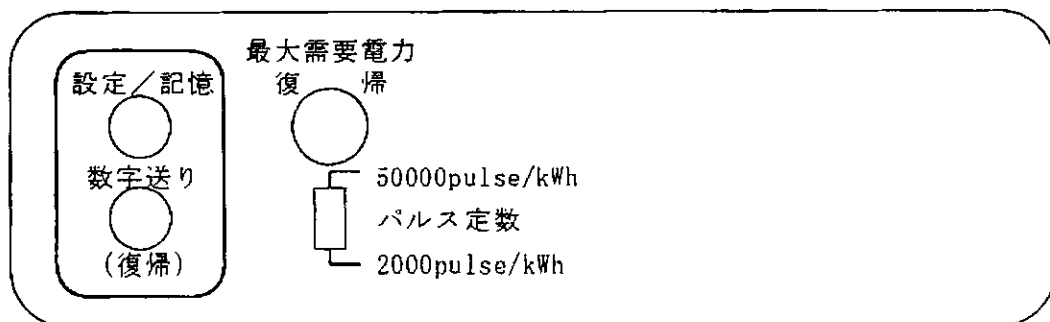 設定/記憶
数字送り
(復帰)
最大需要電力
復 帰
50000pulse/kWh
パルス定数
2000pulse/kWh